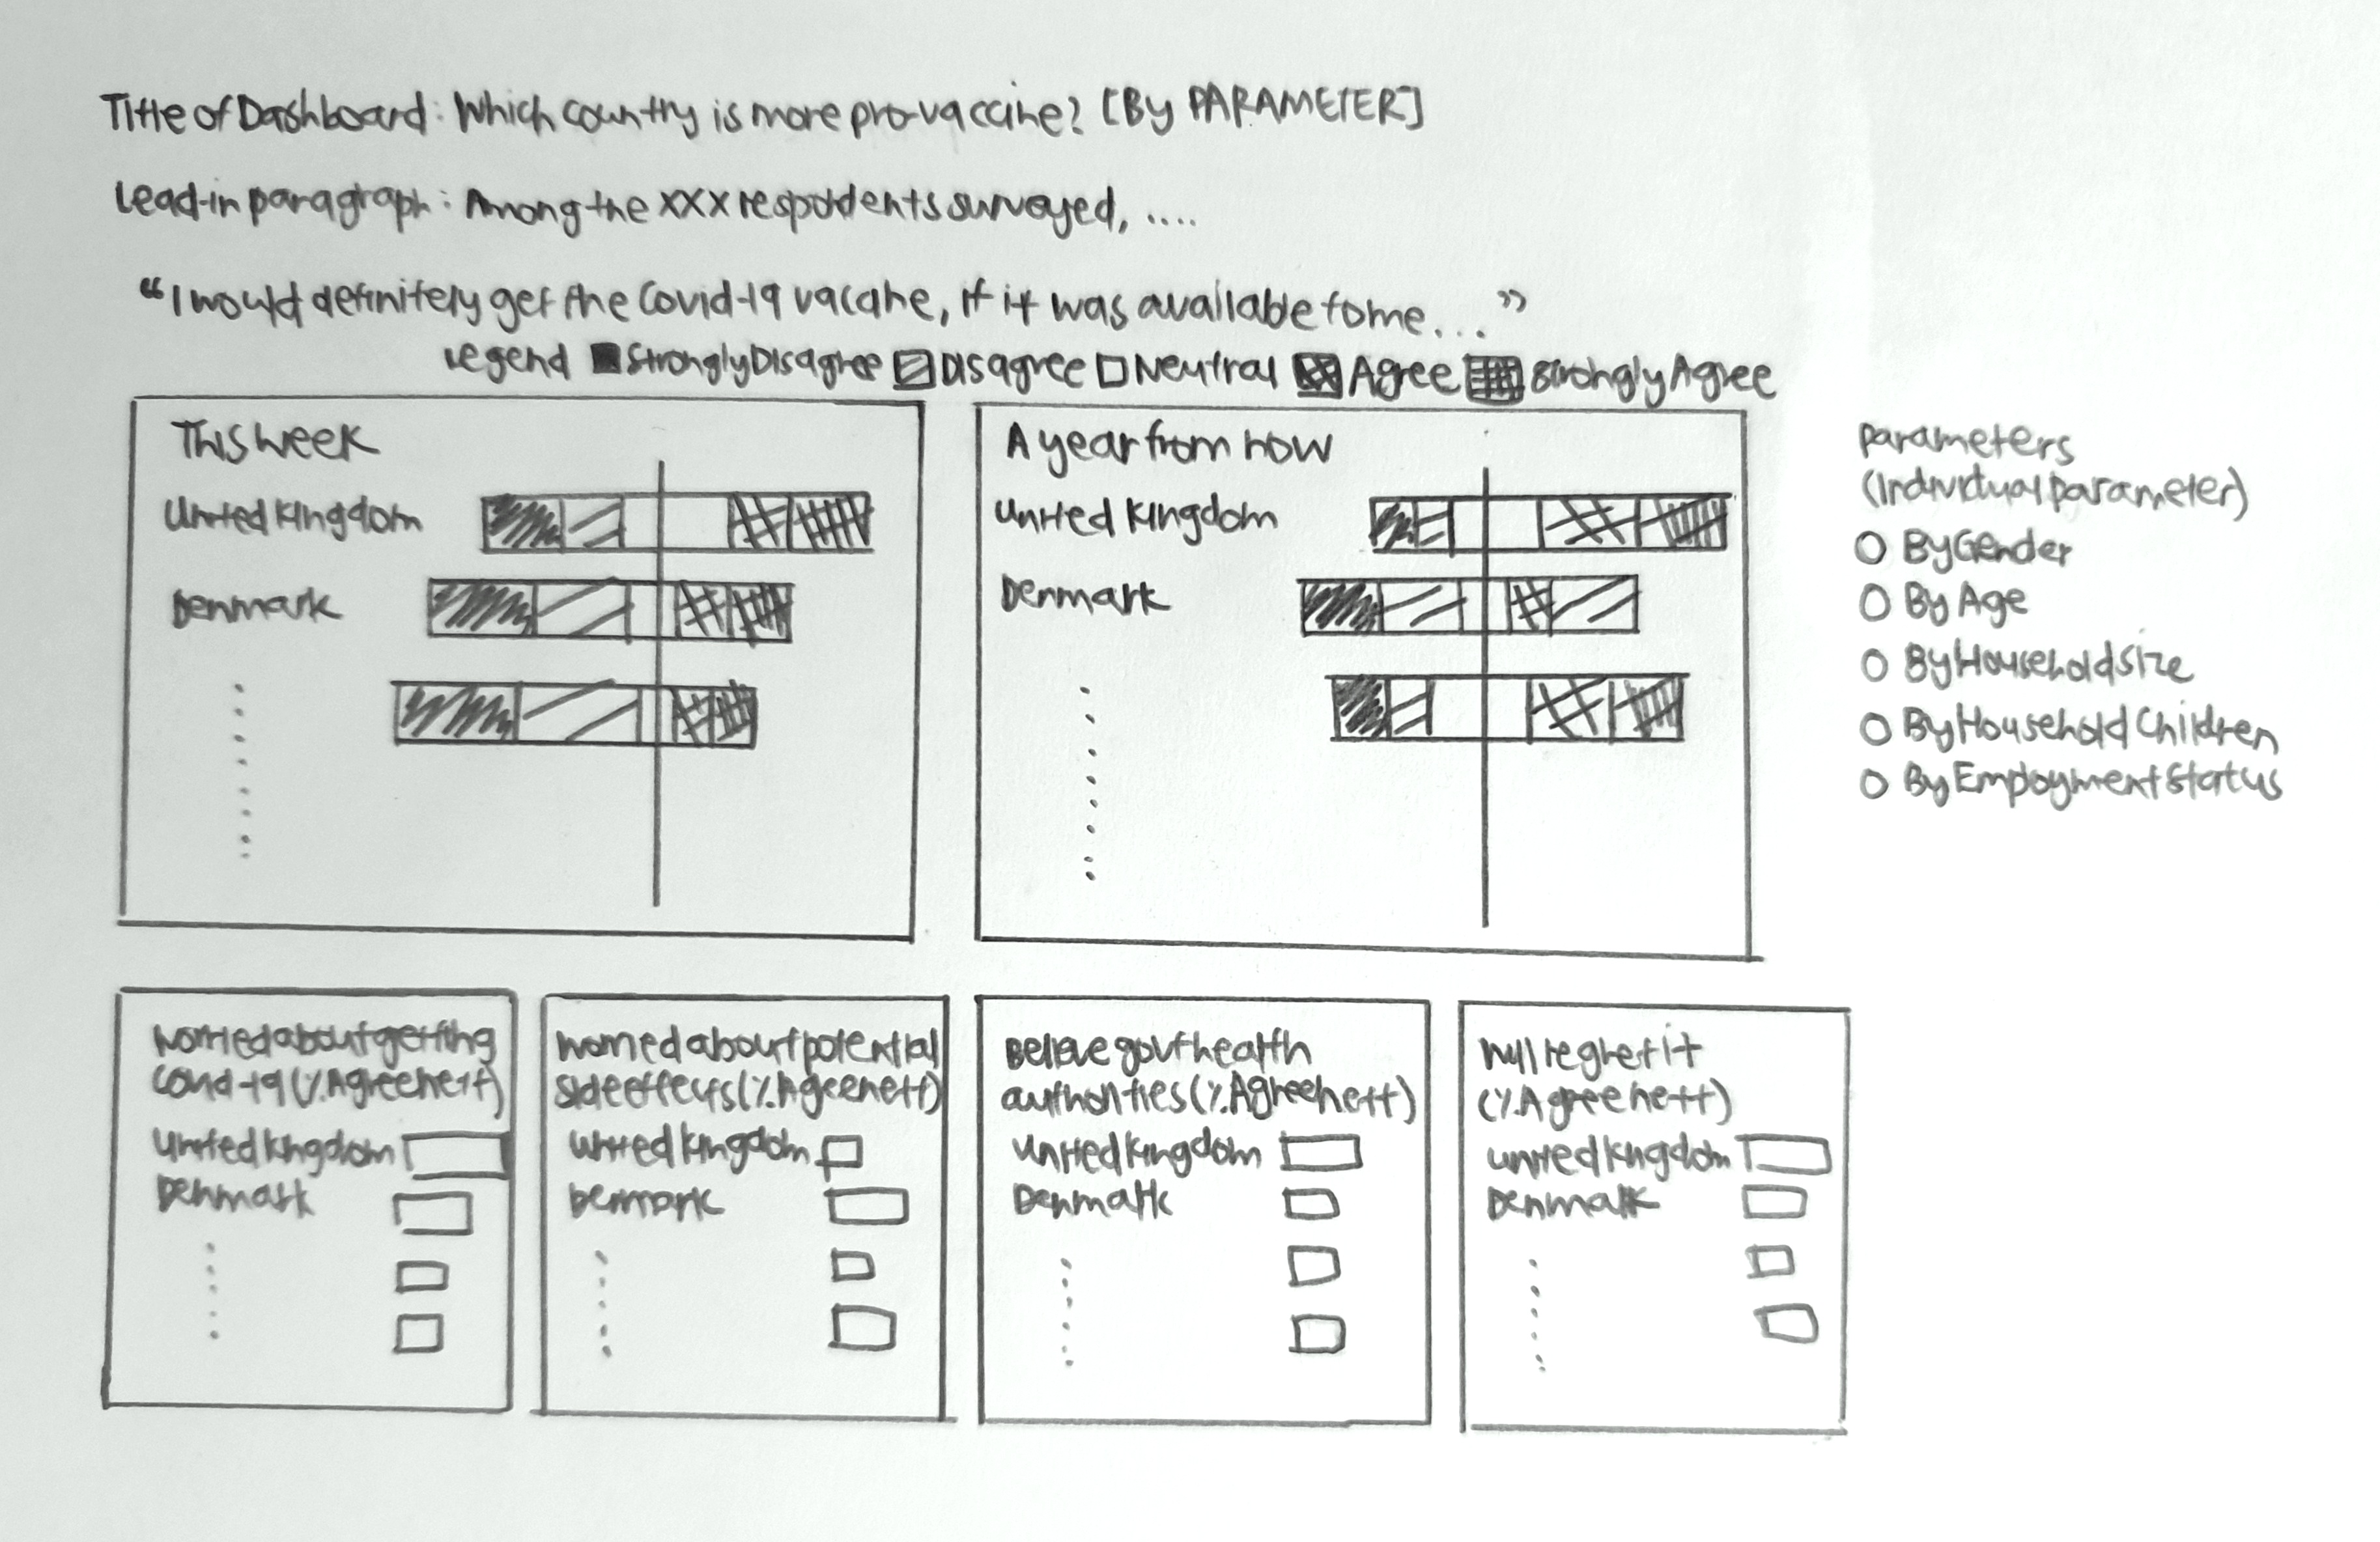 Title of Dashboard: Which country is more pro-vaccine? [By PARAMETER]
Lead-in paragraph: Among the XXX respondents surveyed, ....
"I would definitely get the Covid-19 vaccine, if it was available to me..."
Legend Strongly Disagree Disagree Neutral Agree Strongly Agree
This week
United Kingdom
Denmark
A year from now
United Kingdom
Denmark
Parameters
(Individual parameter)
By Gender
By Age
By Household Size
By Household Children
By Employment Status
Worried about getting
Covid-19 (% Agreement)
United Kingdom
Denmark
Worried about potential
side effects (% Agreement)
United Kingdom
Denmark
Believe govt health
authorities (% Agreement)
United Kingdom
Denmark
Will regret it
(% Agreement)
United Kingdom
Denmark